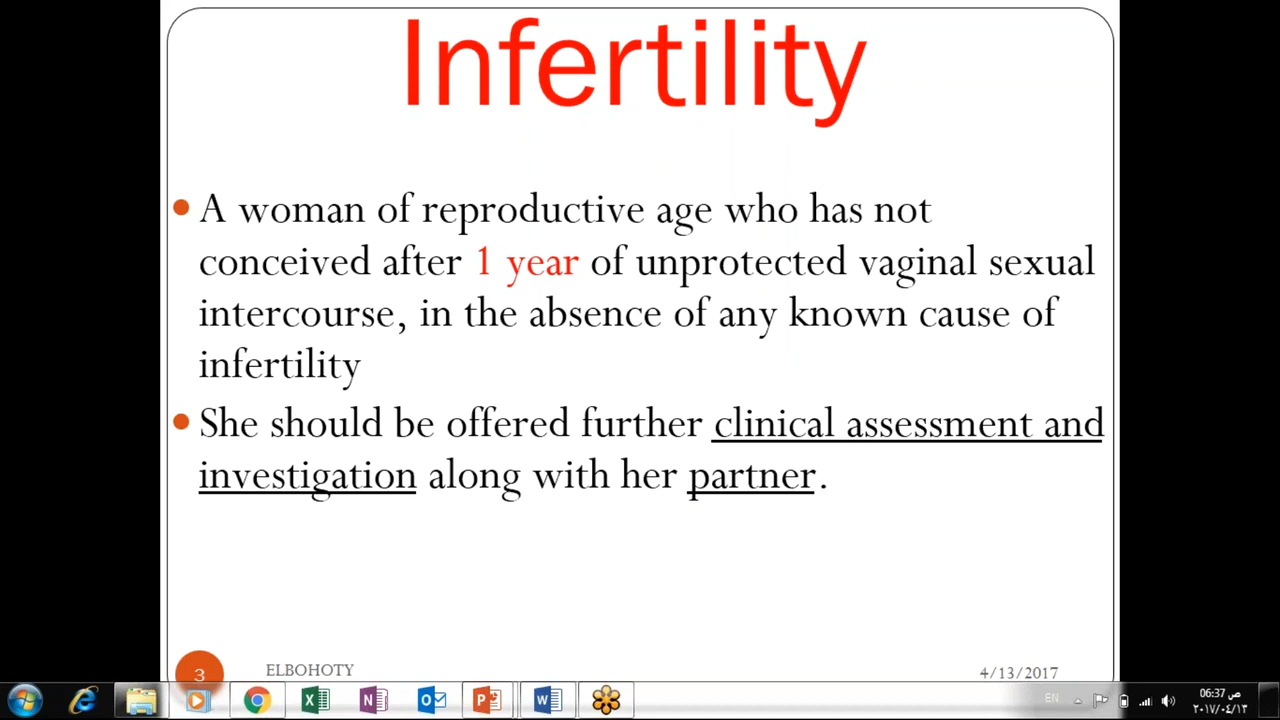 Infertility
A woman of reproductive age who has not
conceived after 1 year of unprotected vaginal sexual
intercourse, in the absence of any known cause of
infertility
She should be offered further clinical assessment and
investigation along with her partner.
3
ELBOHOTY
4/13/2017
EN
06:37 ص
٢٠١٧/٠٤/١٣